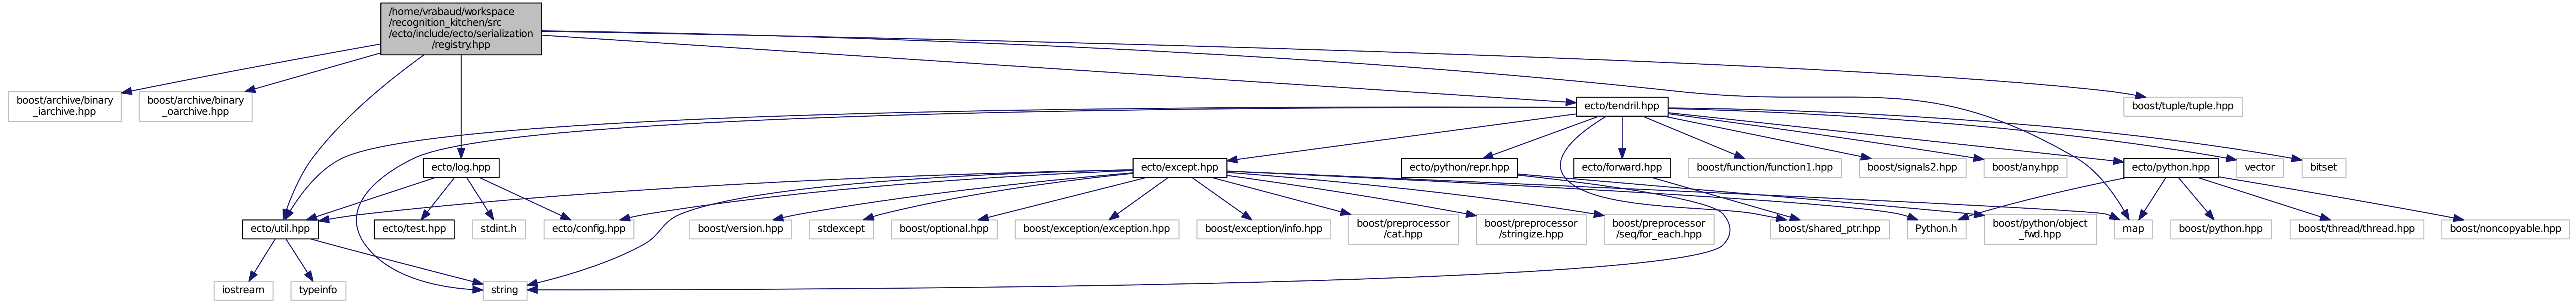 /home/vrabaud/workspace
/recognition_kitchen/src
/ecto/include/ecto/serialization
/registry.hpp
boost/archive/binary
_iarchive.hpp
boost/archive/binary
_oarchive.hpp
ecto/tendril.hpp
boost/tuple/tuple.hpp
ecto/log.hpp
ecto/except.hpp
ecto/python/repr.hpp
ecto/forward.hpp
boost/function/function1.hpp
boost/signals2.hpp
boost/any.hpp
ecto/python.hpp
vector
bitset
ecto/util.hpp
ecto/test.hpp
stdint.h
ecto/config.hpp
boost/version.hpp
stdexcept
boost/optional.hpp
boost/exception/exception.hpp
boost/exception/info.hpp
boost/preprocessor
/cat.hpp
boost/preprocessor
/stringize.hpp
boost/preprocessor
/seq/for_each.hpp
boost/shared_ptr.hpp
Python.h
boost/python/object
_fwd.hpp
map
boost/python.hpp
boost/thread/thread.hpp
boost/noncopyable.hpp
iostream
typeinfo
string